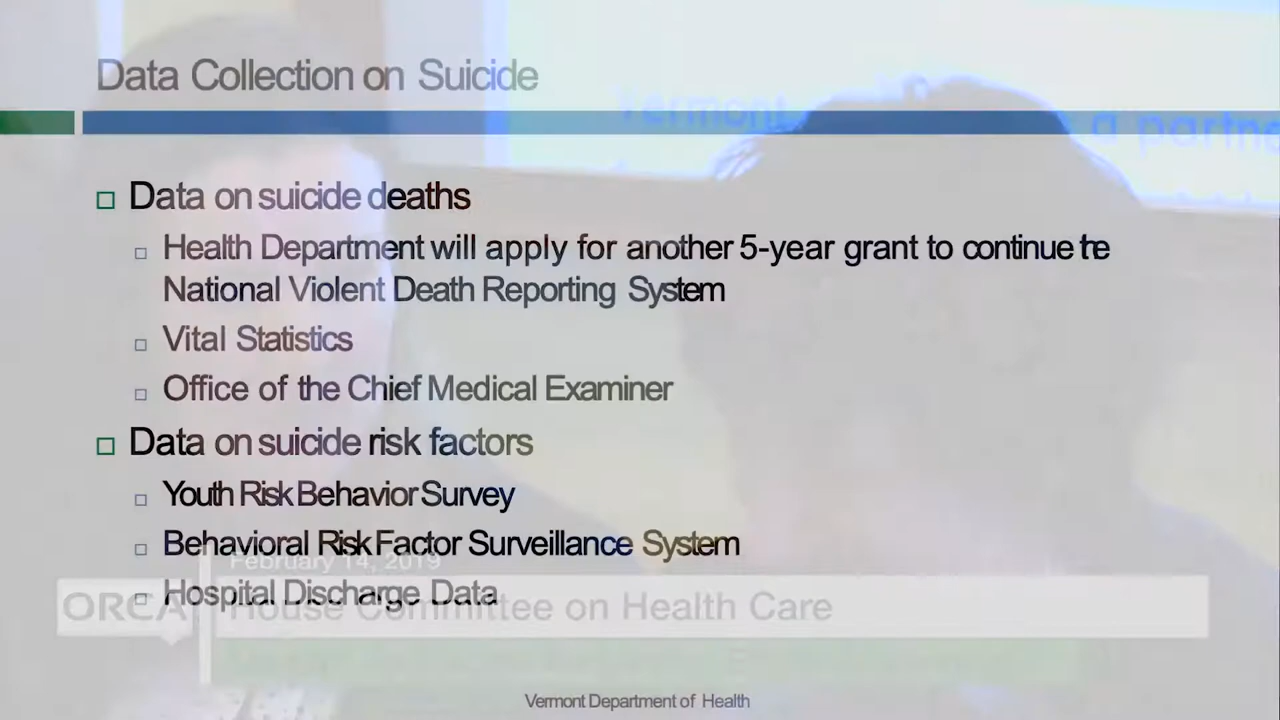 Data Collection on Suicide
Vermont
a partne
Data on suicide deaths
Health Department will apply for another 5-year grant to continue the
National Violent Death Reporting System
Vital Statistics
Office of the Chief Medical Examiner
Data on suicide risk factors
Youth Risk Behavior Survey
Behavioral Risk Factor Surveillance System
February 14, 2019
Hospital Discharge Data
ORCA
House Committee on Health Care
Vermont Department of Health